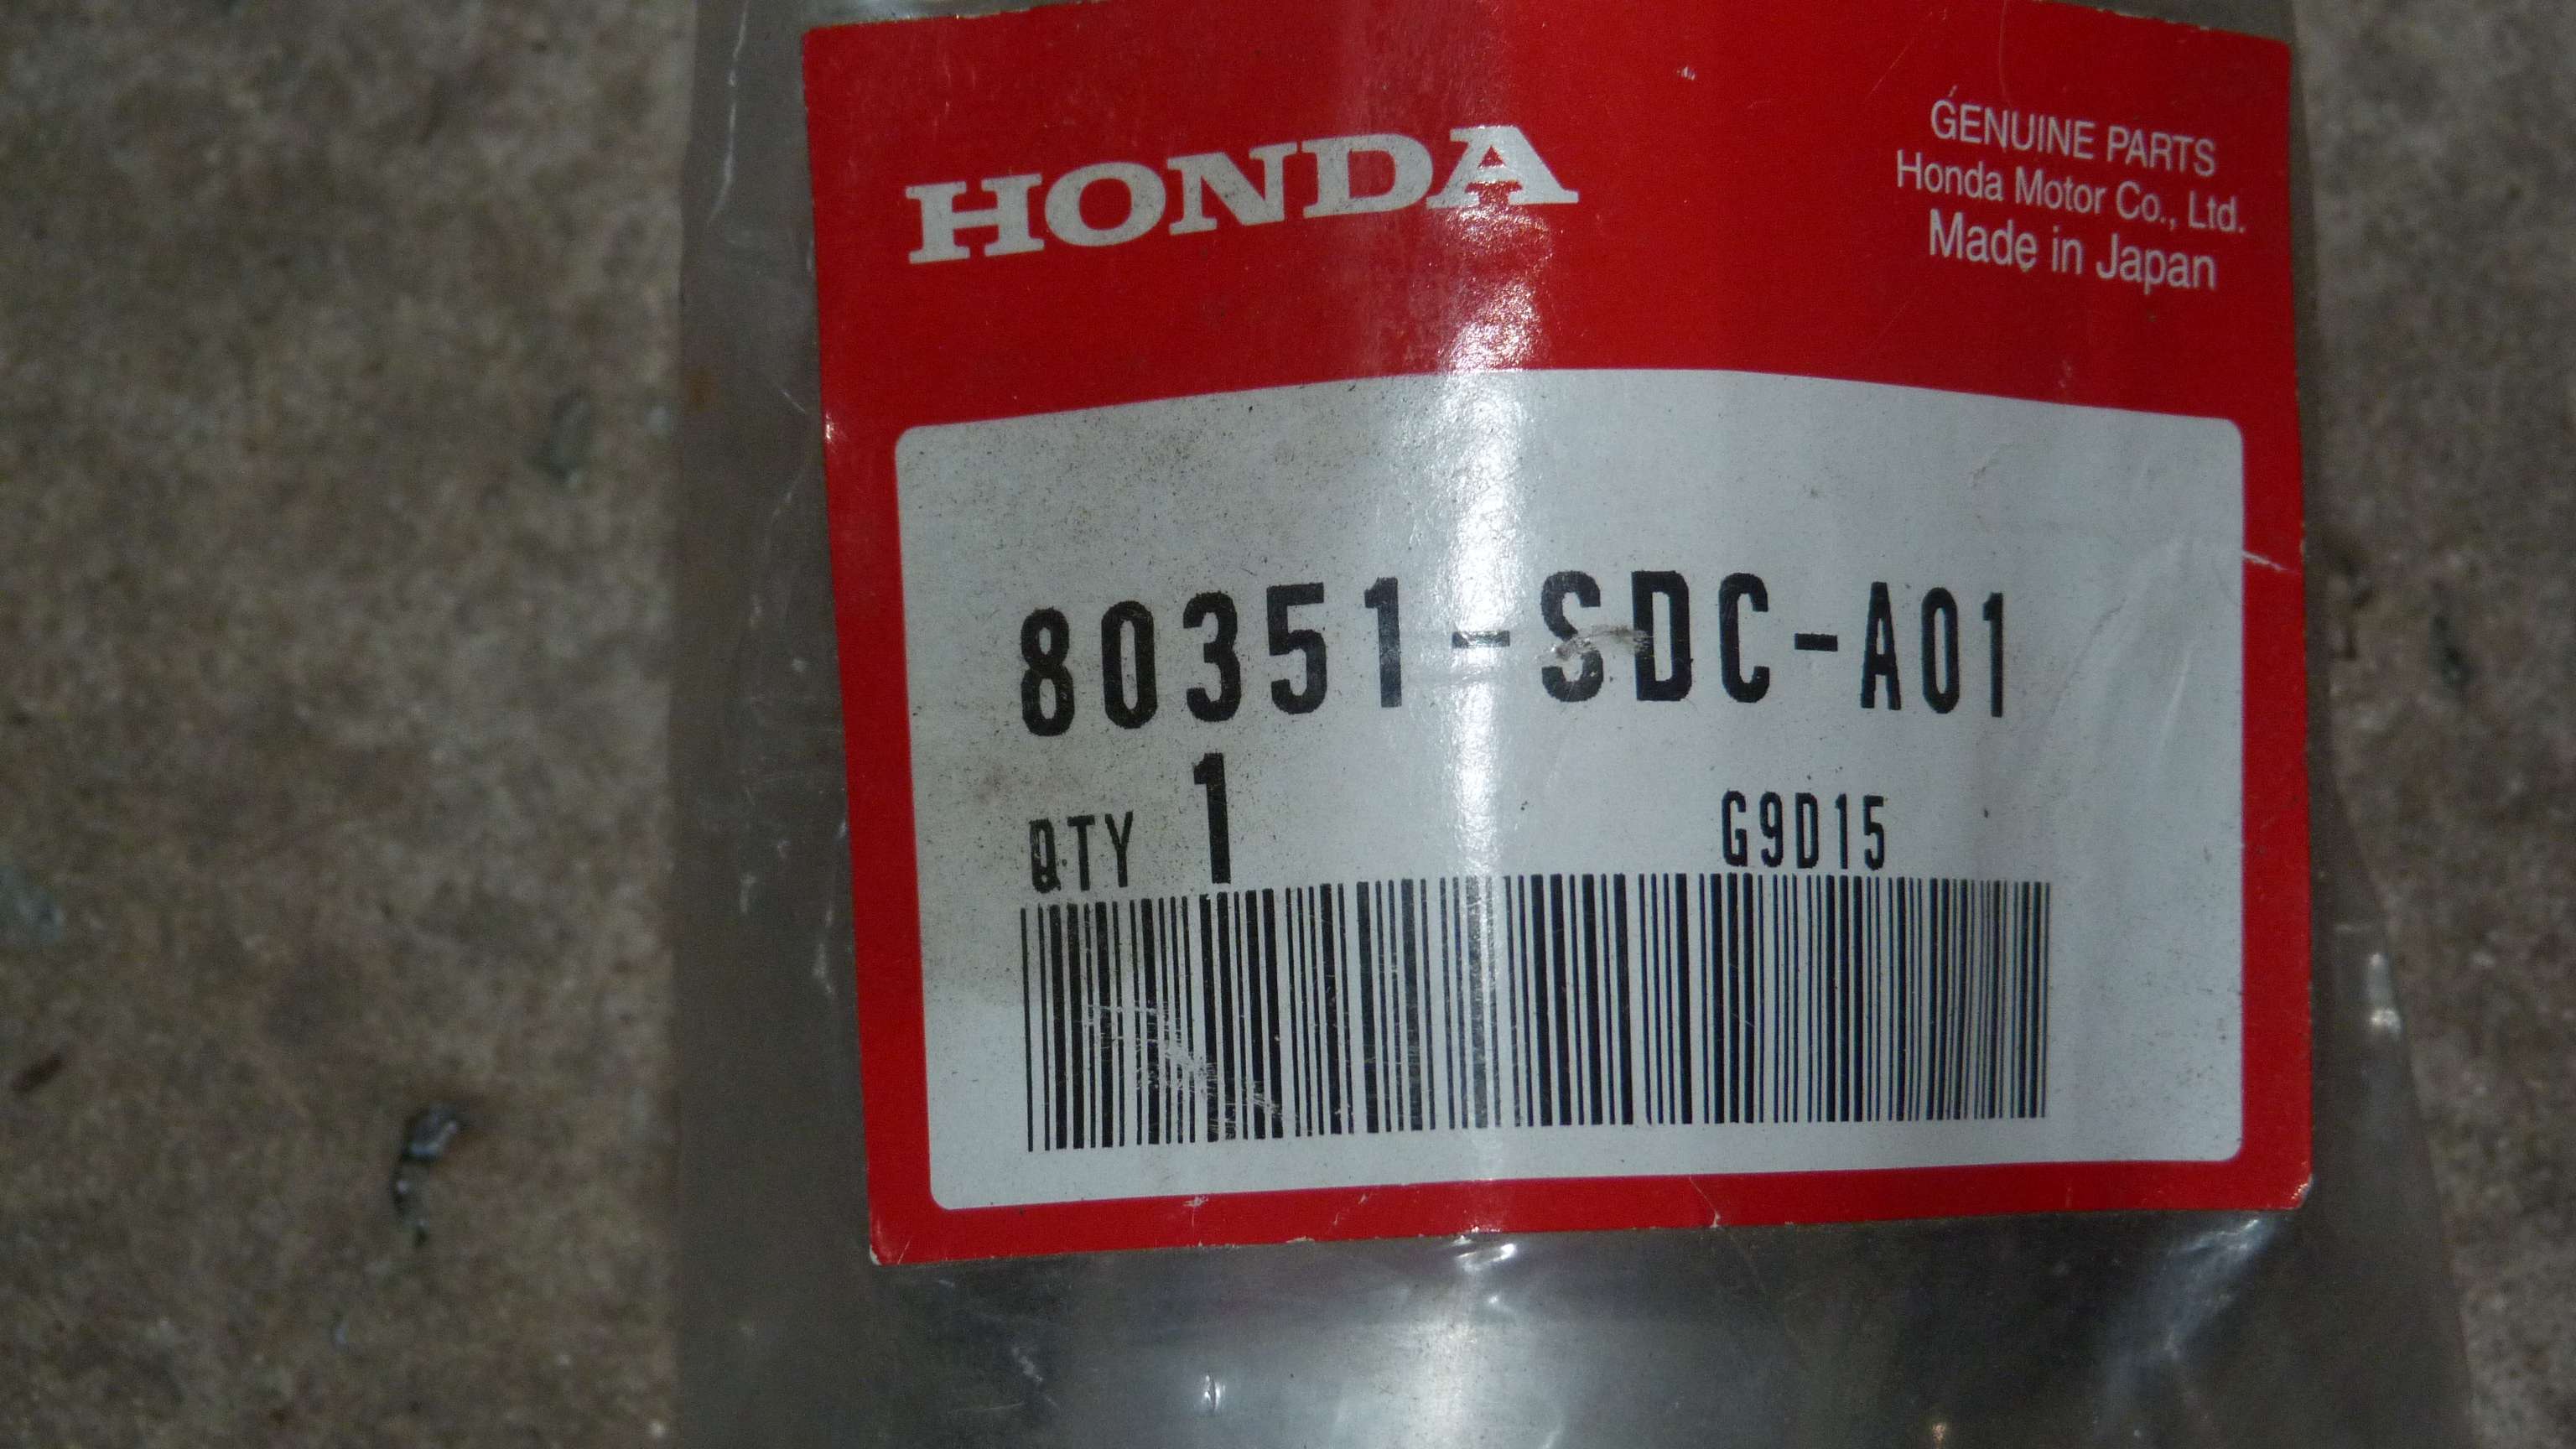 HONDA
GENUINE PARTS
Honda Motor Co., Ltd.
Made in Japan
80351-SDC-A01
QTY 1 G9D15